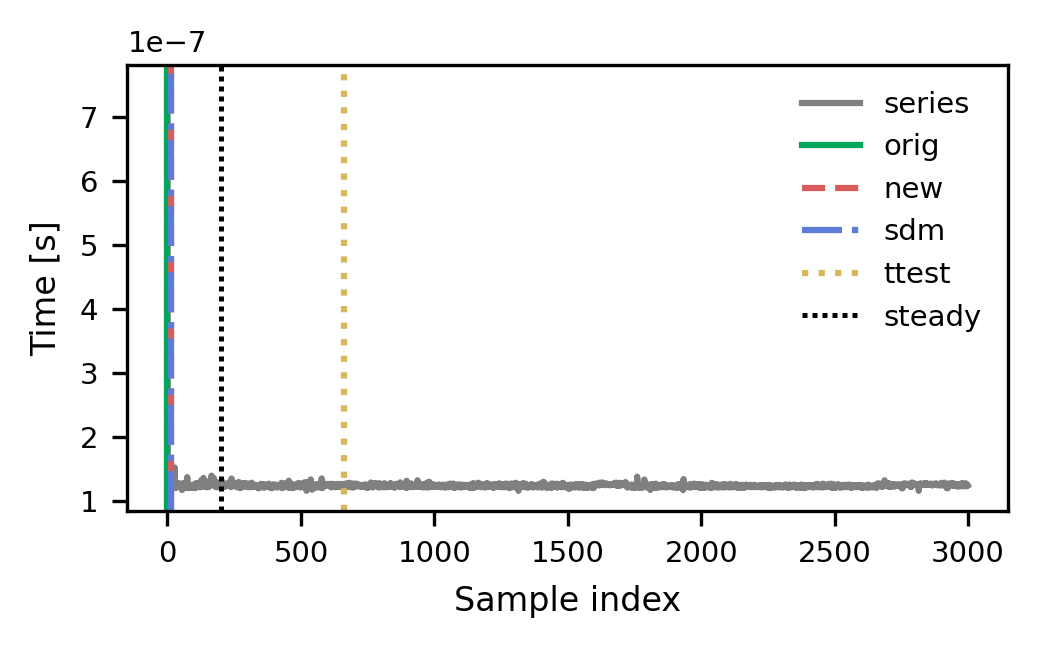 1e−7
7
6
5
4
3
2
1
Time [s]
series
orig
new
sdm
ttest
steady
0 500 1000 1500 2000 2500 3000
Sample index